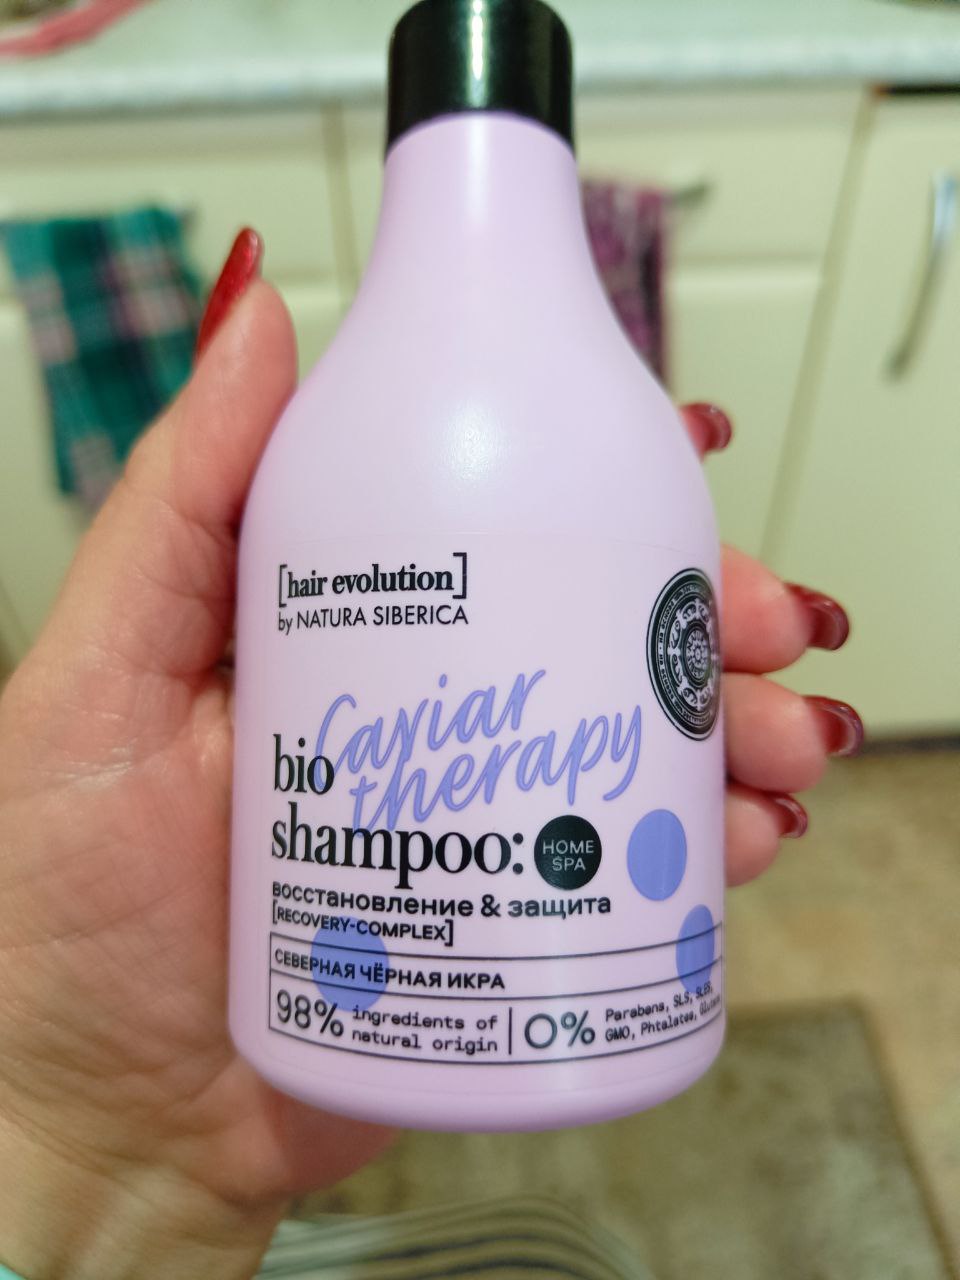 [hair evolution]
by NATURA SIBERICA
Caviar
therapy
bio
shampoo:
HOME
SPA
восстановление & защита
[RECOVERY-COMPLEX]
СЕВЕРНАЯ ЧЁРНАЯ ИКРА
98% ingredients of
natural origin
0% Parabens, SLS, SLES,
GMO, Phtalates,